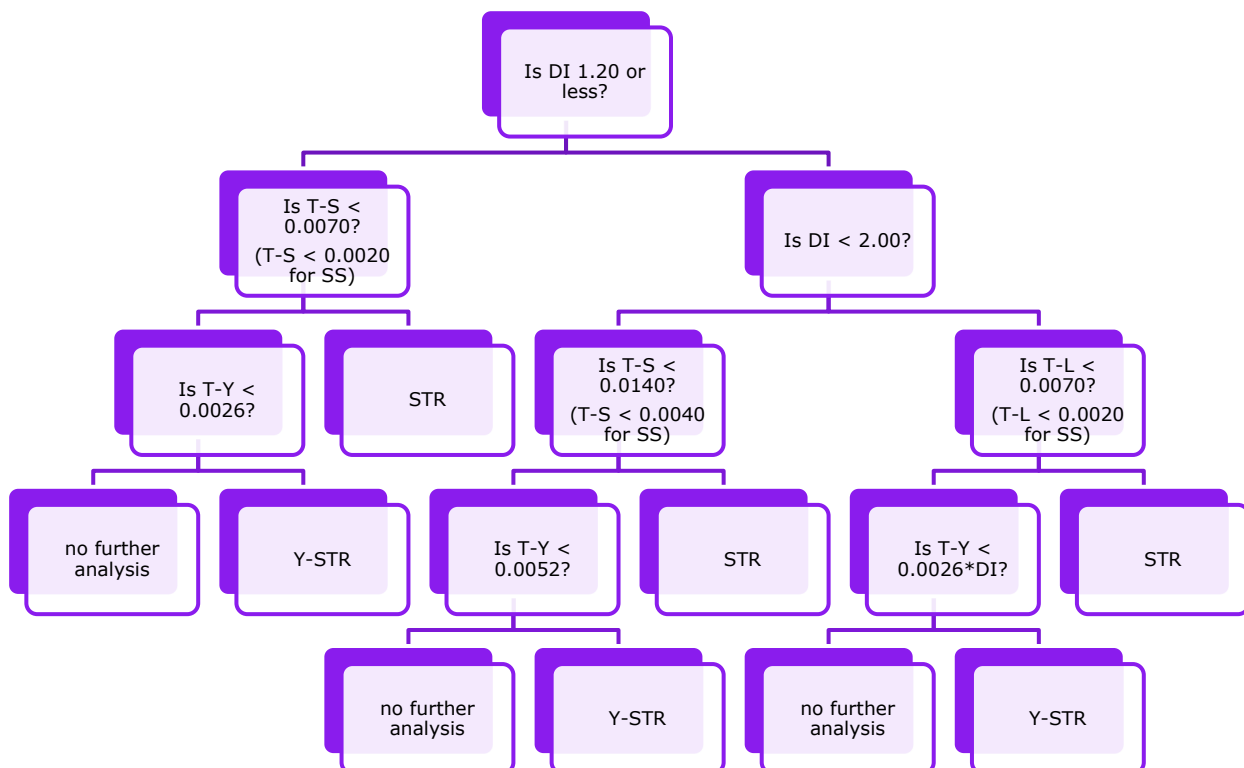 Is DI 1.20 or
less?
Is T-S <
0.0070?
(T-S < 0.0020
for SS)
Is DI < 2.00?
Is T-Y <
0.0026?
STR
Is T-S <
0.0140?
(T-S < 0.0040
for SS)
Is T-L <
0.0070?
(T-L < 0.0020
for SS)
no further
analysis
Y-STR
Is T-Y <
0.0052?
STR
Is T-Y <
0.0026*DI?
STR
no further
analysis
Y-STR
no further
analysis
Y-STR